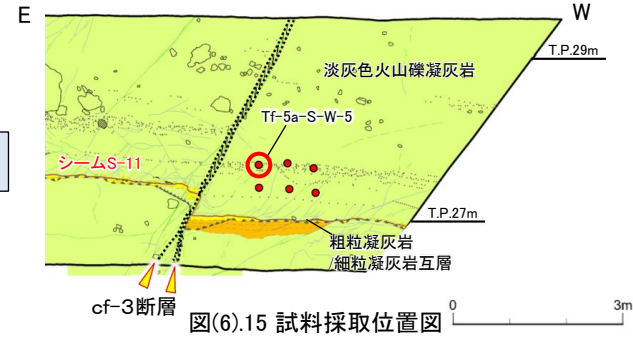 E
W
T.P.29m
淡灰色火山礫凝灰岩
Tf-5a-S-W-5
シームS-11
T.P.27m
粗粒凝灰岩
/細粒凝灰岩互層
cf-3断層
図(6).15 試料採取位置図
0 3m